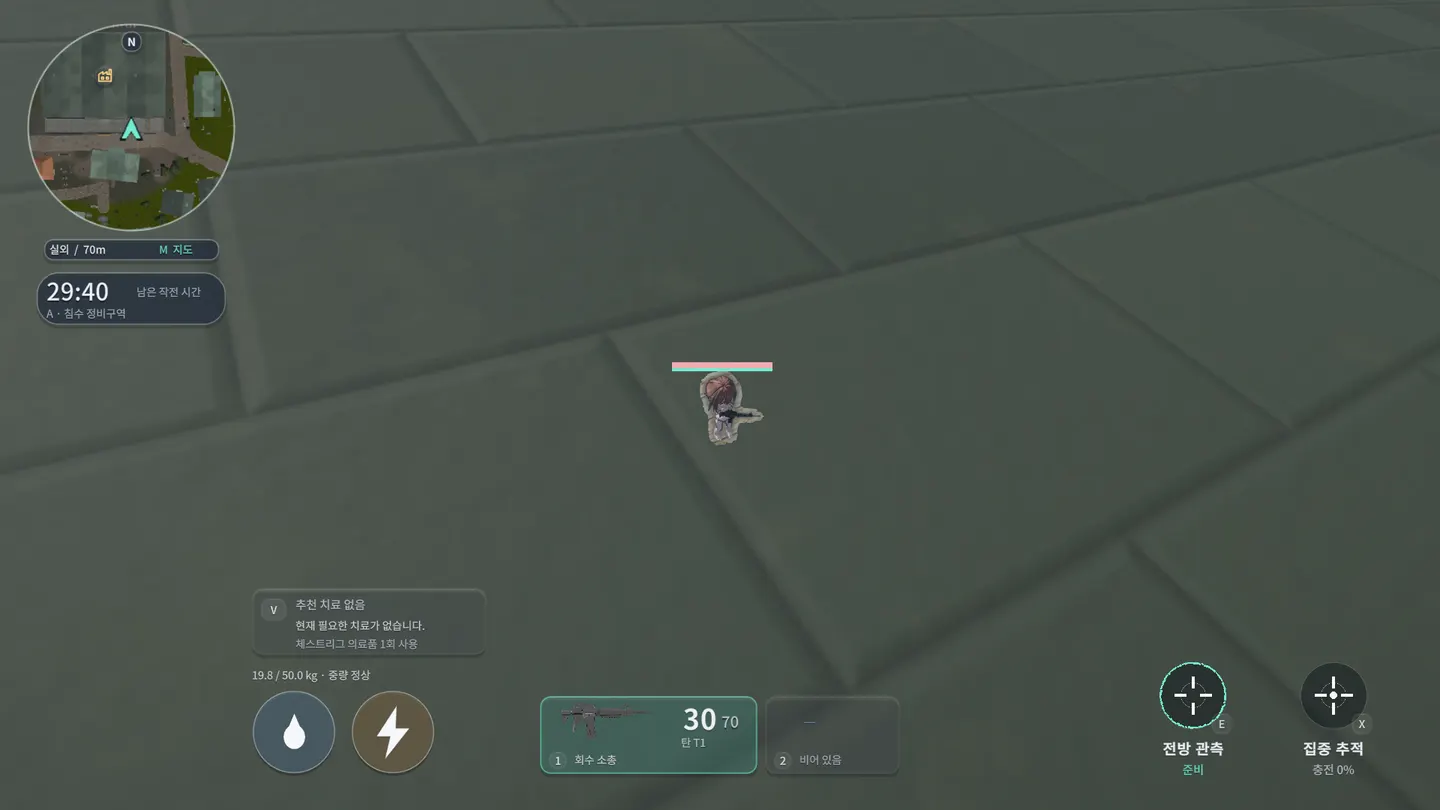 N
실외 / 70m M 지도
29:40 남은 작전 시간
A · 침수 정비구역
V 추천 치료 없음
현재 필요한 치료가 없습니다.
체스트리그 의료품 1회 사용
19.8 / 50.0 kg · 중량 정상
30 70
탄 T1
1 회수 소총
—
2 비어 있음
E
전방 관측
준비
X
집중 추적
충전 0%